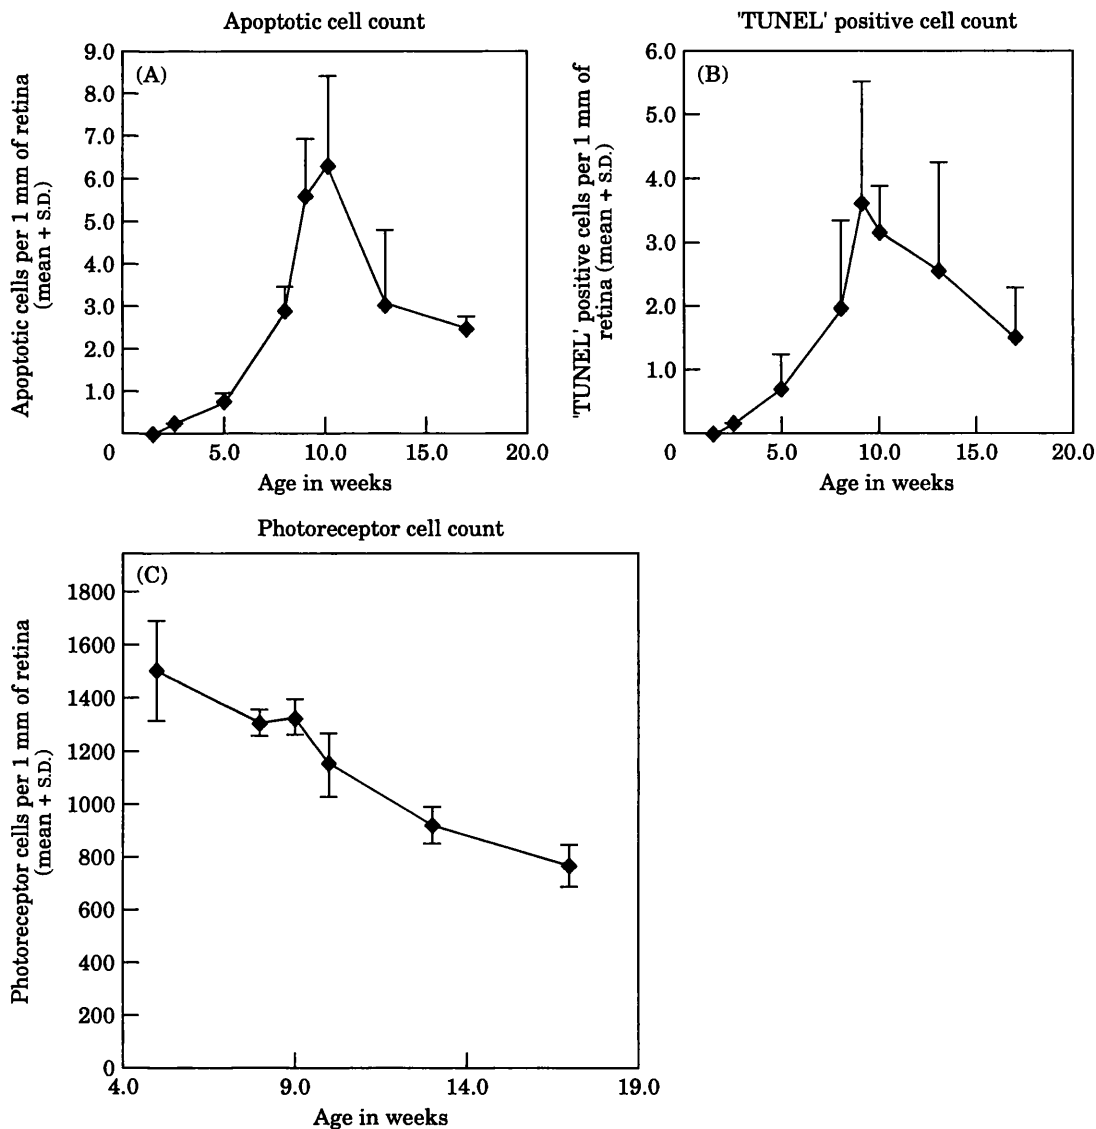 Apoptotic cell count
(A)
Apoptotic cells per 1 mm of retina
(mean + S.D.)
9.0
8.0
7.0
6.0
5.0
4.0
3.0
2.0
1.0
0
5.0
10.0
15.0
20.0
Age in weeks
'TUNEL' positive cell count
(B)
'TUNEL' positive cells per 1 mm of
retina (mean + S.D.)
6.0
5.0
4.0
3.0
2.0
1.0
0
5.0
10.0
15.0
20.0
Age in weeks
Photoreceptor cell count
(C)
Photoreceptor cells per 1 mm of retina
(mean + S.D.)
1800
1600
1400
1200
1000
800
600
400
200
0
4.0
9.0
14.0
19.0
Age in weeks